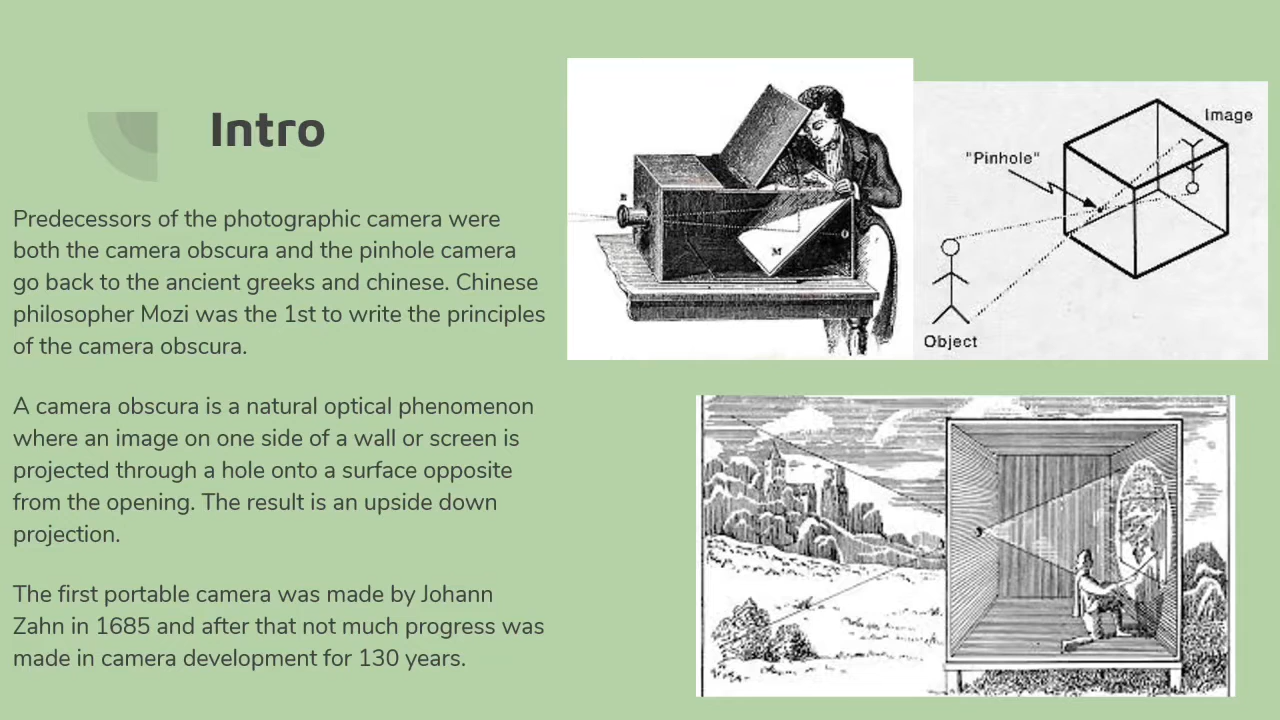 Intro
Predecessors of the photographic camera were
both the camera obscura and the pinhole camera
go back to the ancient greeks and chinese. Chinese
philosopher Mozi was the 1st to write the principles
of the camera obscura.
A camera obscura is a natural optical phenomenon
where an image on one side of a wall or screen is
projected through a hole onto a surface opposite
from the opening. The result is an upside down
projection.
The first portable camera was made by Johann
Zahn in 1685 and after that not much progress was
made in camera development for 130 years.
M
O
Image
"Pinhole"
Object